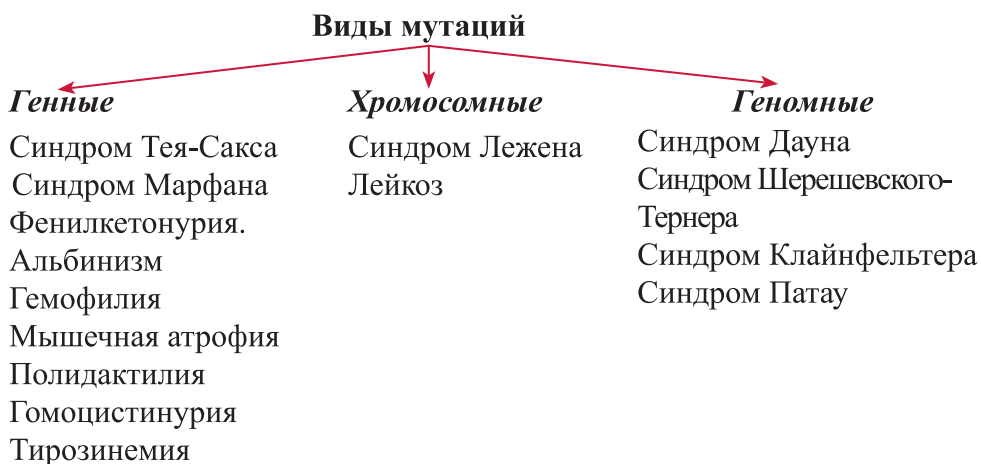 Виды мутаций
Генные
Синдром Тея-Сакса
Синдром Марфана
Фенилкетонурия.
Альбинизм
Гемофилия
Мышечная атрофия
Полидактилия
Гомоцистинурия
Тирозинемия
Хромосомные
Синдром Лежена
Лейкоз
Геномные
Синдром Дауна
Синдром Шерешевского-
Тернера
Синдром Клайнфельтера
Синдром Патау